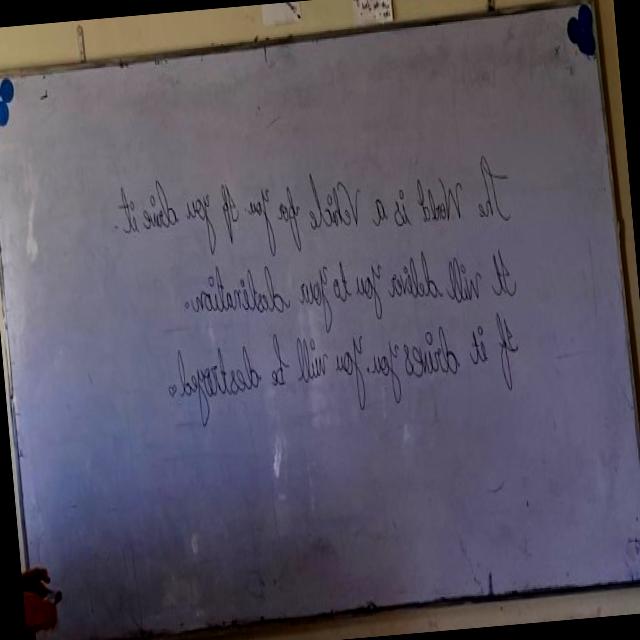 The World is a Vehicle for you If you drive it.
It will deliver you to your destination.
If it drives you you will be destroyed.